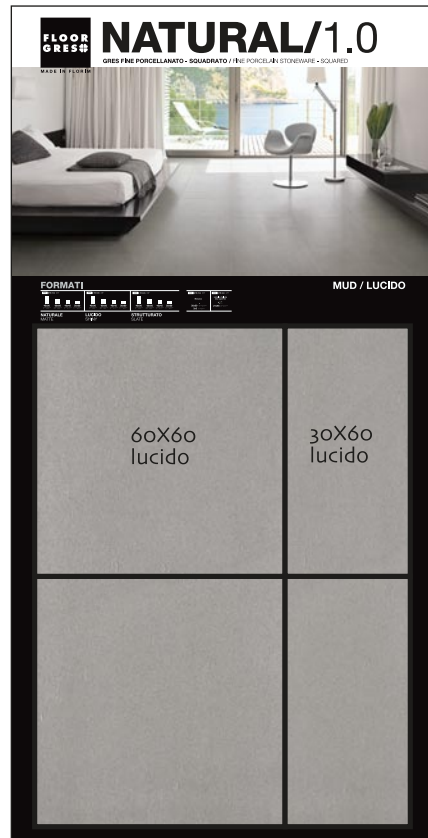 FLOOR
GRES
MADE IN FLORIM
NATURAL/1.0
GRES FINE PORCELLANATO - SQUADRATO / FINE PORCELAIN STONEWARE - SQUARED
FORMATI
MUD / LUCIDO
NATURALE
MATTE
LUCIDO
STRUTTURATO
SLATE
60X60
lucido
30X60
lucido